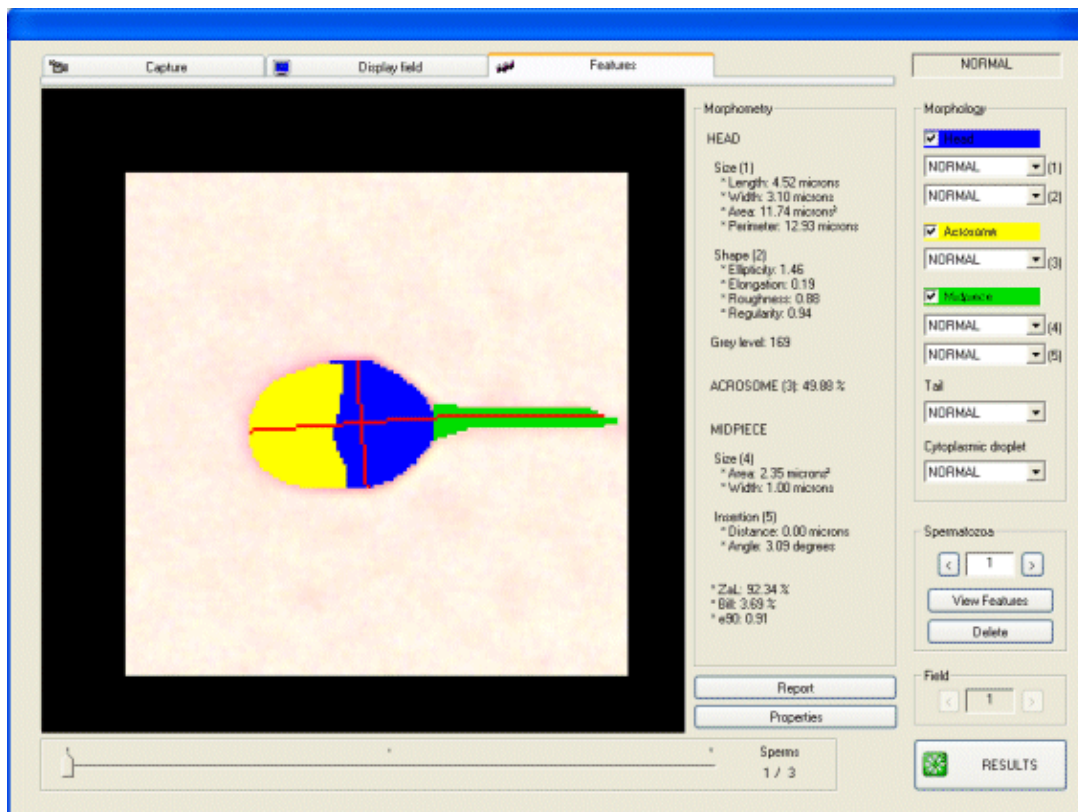 Capture
Display field
Features
NORMAL
Morphometry
HEAD
Size (1)
* Length: 4.52 microns
* Width: 3.10 microns
* Area: 11.74 microns²
* Perimeter: 12.93 microns
Shape (2)
* Ellipticity: 1.46
* Elongation: 0.19
* Roughness: 0.88
* Regularity: 0.94
Grey level: 169
ACROSOME (3): 49.88 %
MIDPIECE
Size (4)
* Area: 2.35 microns²
* Width: 1.00 microns
Insertion (5)
* Distance: 0.00 microns
* Angle: 3.09 degrees
* ZaL: 92.34 %
* Bill: 3.69 %
* e90: 0.91
Report
Properties
Morphology
Head
NORMAL (1)
NORMAL (2)
Acrosome
NORMAL (3)
Midpiece
NORMAL (4)
NORMAL (5)
Tail
NORMAL
Cytoplasmic droplet
NORMAL
Spermatozoa
< 1 >
View Features
Delete
Field
< 1 >
Sperms
1 / 3
RESULTS